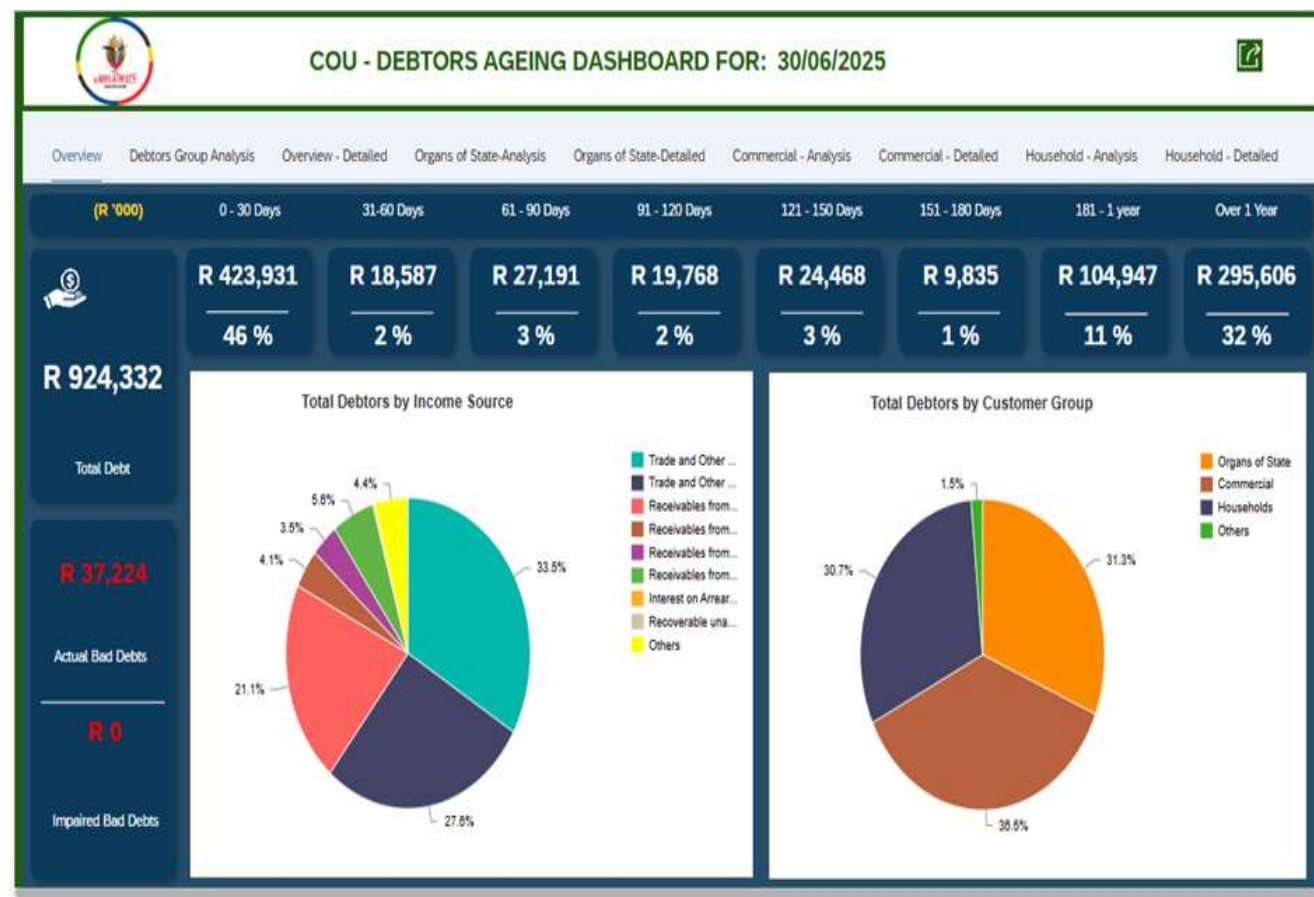 COU - DEBTORS AGEING DASHBOARD FOR: 30/06/2025
Overview Debtors Group Analysis Overview - Detailed Organs of State-Analysis Organs of State-Detailed Commercial - Analysis Commercial - Detailed Household - Analysis Household - Detailed
(R '000) 0 - 30 Days 31-60 Days 61 - 90 Days 91 - 120 Days 121 - 150 Days 151 - 180 Days 181 - 1 year Over 1 Year
R 423,931 R 18,587 R 27,191 R 19,768 R 24,468 R 9,835 R 104,947 R 295,606
46 % 2 % 3 % 2 % 3 % 1 % 11 % 32 %
R 924,332
Total Debt
R 37,224
Actual Bad Debts
R 0
Impaired Bad Debts
Total Debtors by Income Source
4.4%
5.6%
3.5%
4.1%
33.5%
21.1%
27.6%
Trade and Other ...
Trade and Other ...
Receivables from...
Receivables from...
Receivables from...
Receivables from...
Interest on Arrear...
Recoverable una...
Others
Total Debtors by Customer Group
1.5%
31.3%
30.7%
36.5%
Organs of State
Commercial
Households
Others